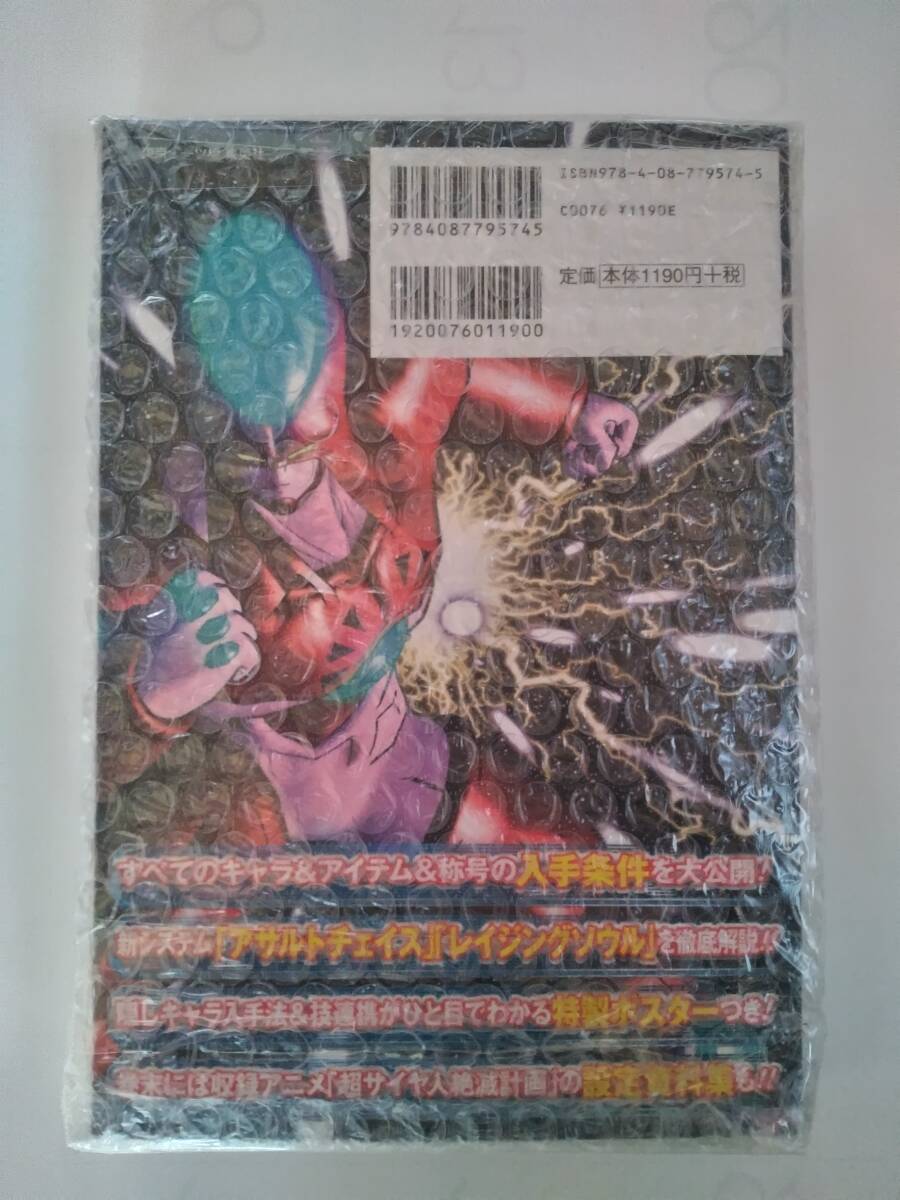 ISBN978-4-08-779574-5
C0076 ¥1190E
9784087795745
定価 本体1190円+税
1920076011900
すべてのキャラ&アイテム&称号の入手条件を大公開!
新システム「アサルトチェイス」「レイジングソウル」を徹底解説!!
隠しキャラ入手法&技連携がひと目でわかる特製ポスターつき!
巻末には収録アニメ「超サイヤ人絶滅計画」の設定資料集も!!